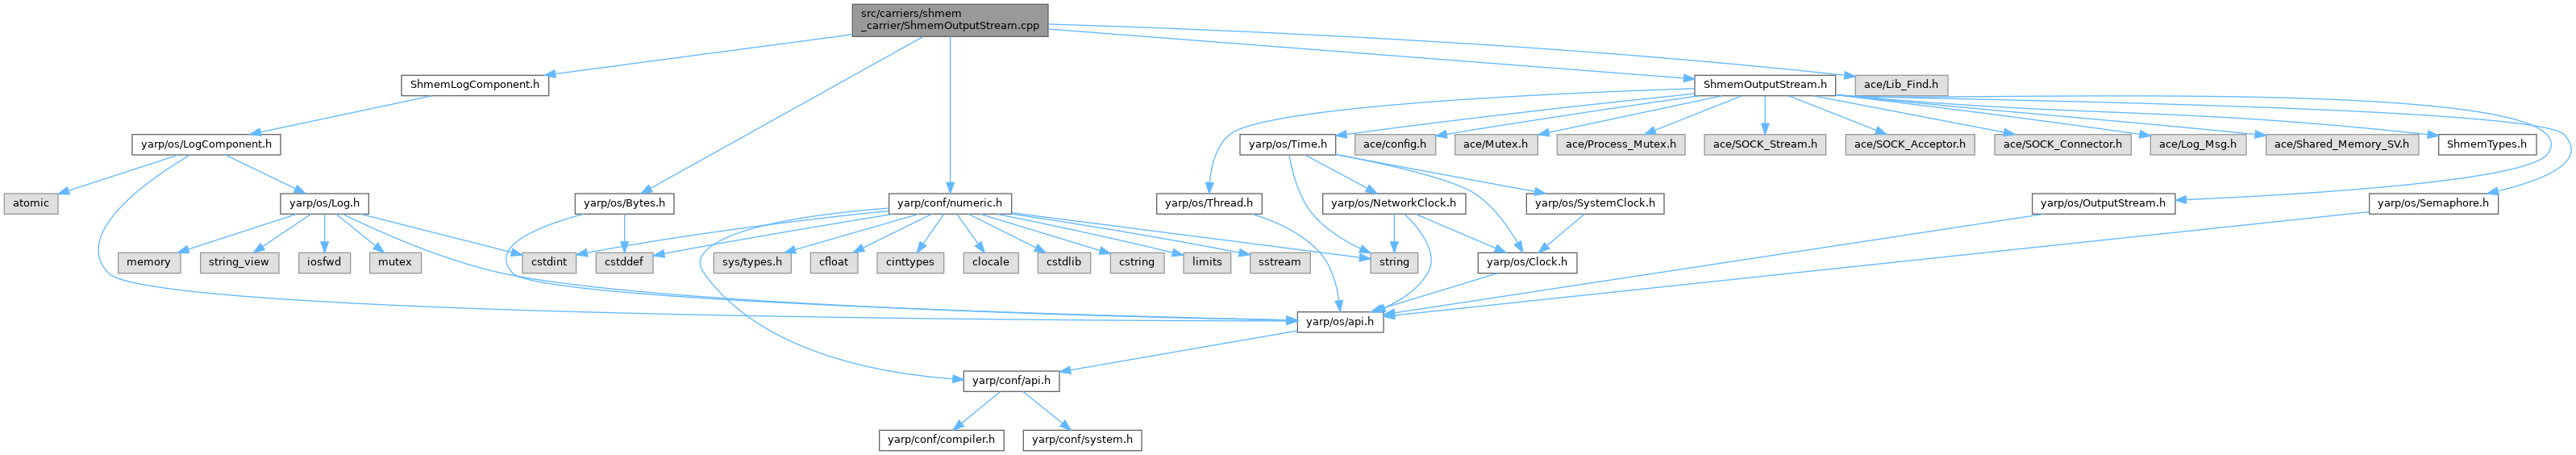 src/carriers/shmem
_carrier/ShmemOutputStream.cpp
ShmemLogComponent.h
ShmemOutputStream.h
ace/Lib_Find.h
yarp/os/LogComponent.h
yarp/os/Time.h
ace/config.h
ace/Mutex.h
ace/Process_Mutex.h
ace/SOCK_Stream.h
ace/SOCK_Acceptor.h
ace/SOCK_Connector.h
ace/Log_Msg.h
ace/Shared_Memory_SV.h
ShmemTypes.h
atomic
yarp/os/Log.h
yarp/os/Bytes.h
yarp/conf/numeric.h
yarp/os/Thread.h
yarp/os/NetworkClock.h
yarp/os/SystemClock.h
yarp/os/OutputStream.h
yarp/os/Semaphore.h
memory
string_view
iosfwd
mutex
cstdint
cstddef
sys/types.h
cfloat
cinttypes
clocale
cstdlib
cstring
limits
sstream
string
yarp/os/Clock.h
yarp/os/api.h
yarp/conf/api.h
yarp/conf/compiler.h
yarp/conf/system.h